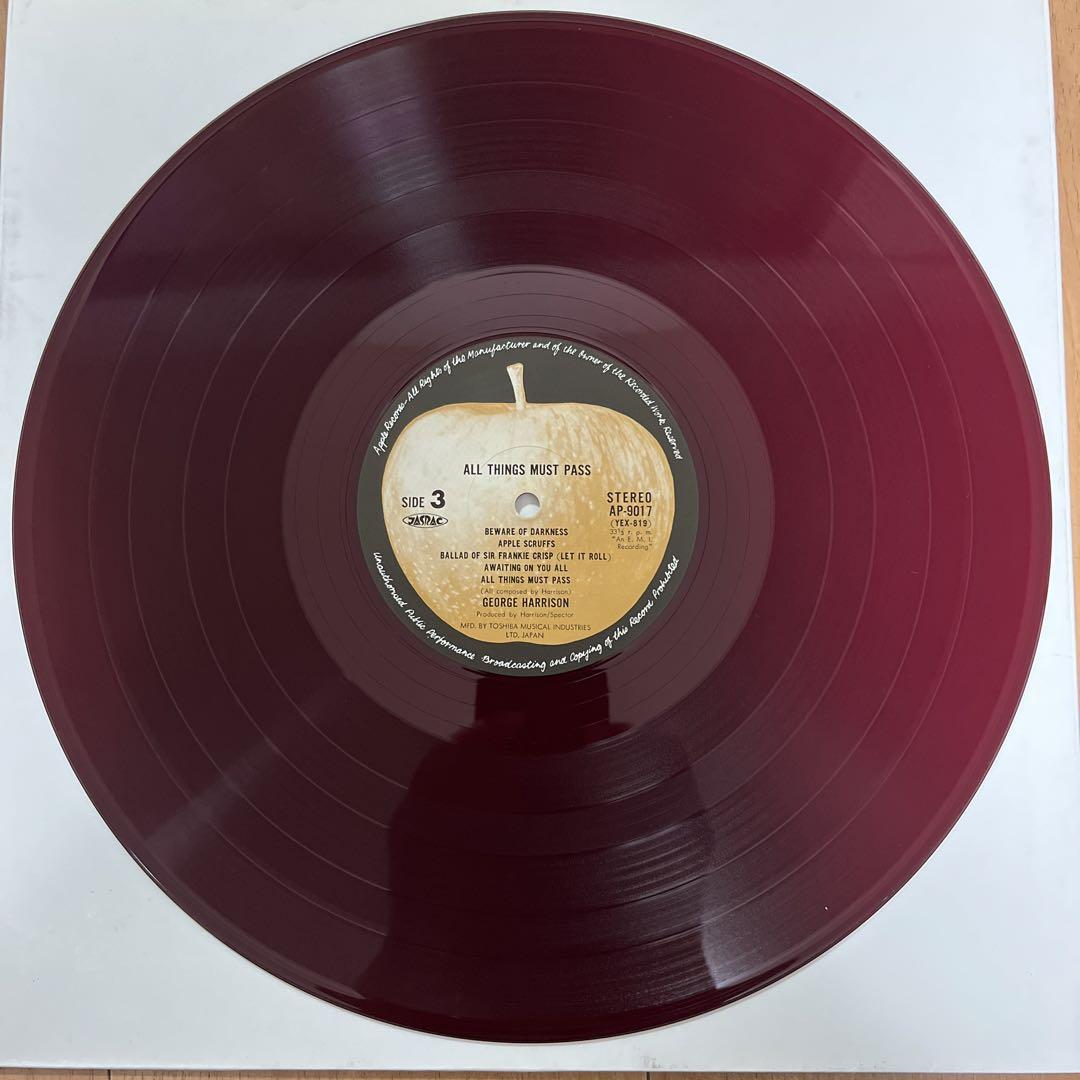 Apple Records-All Rights of the Manufacturer and of the Owner of the Recorded Work Reserved
ALL THINGS MUST PASS
SIDE 3
JASRAC
STEREO
AP-9017
(YEX-819)
33⅓ r. p. m.
"An E. M. I.
Recording"
BEWARE OF DARKNESS
APPLE SCRUFFS
BALLAD OF SIR FRANKIE CRISP (LET IT ROLL)
AWAITING ON YOU ALL
ALL THINGS MUST PASS
(All composed by Harrison)
GEORGE HARRISON
Produced by Harrison/Spector
MFD. BY TOSHIBA MUSICAL INDUSTRIES
LTD. JAPAN
Unauthorised Public Performance Broadcasting and Copying of this Record Prohibited